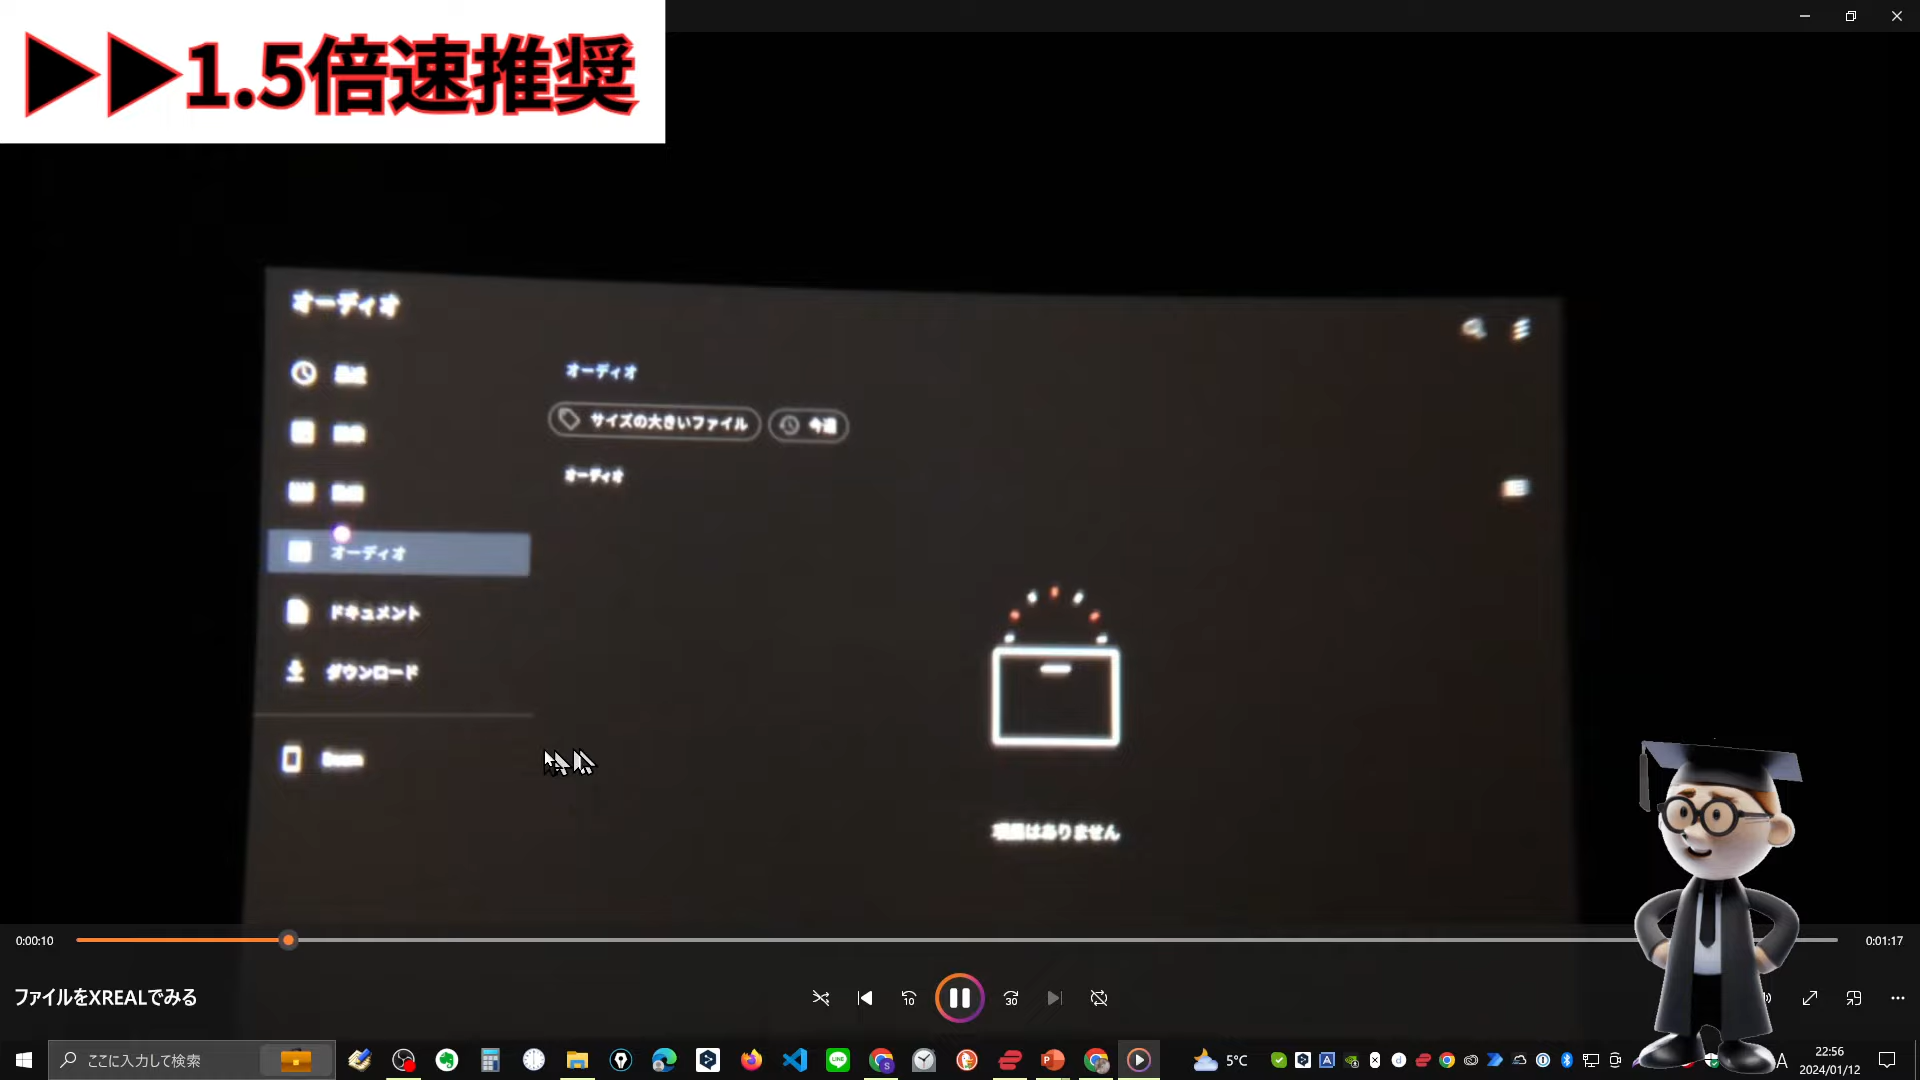 ▶▶1.5倍速推奨
オーディオ
オーディオ
サイズの大きいファイル
今週
オーディオ
オーディオ
ドキュメント
ダウンロード
Beam
項目はありません
0:00:10
0:01:17
ファイルをXREALでみる
10
30
ここに入力して検索
5°C
A
22:56
2024/01/12